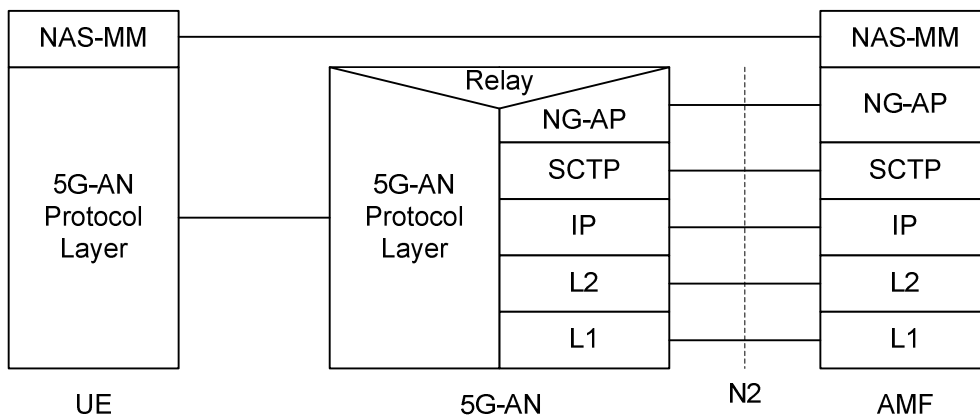 NAS-MM
NAS-MM
Relay
NG-AP
NG-AP
5G-AN
Protocol
Layer
5G-AN
Protocol
Layer
SCTP
SCTP
IP
IP
L2
L2
L1
L1
UE
5G-AN
N2
AMF